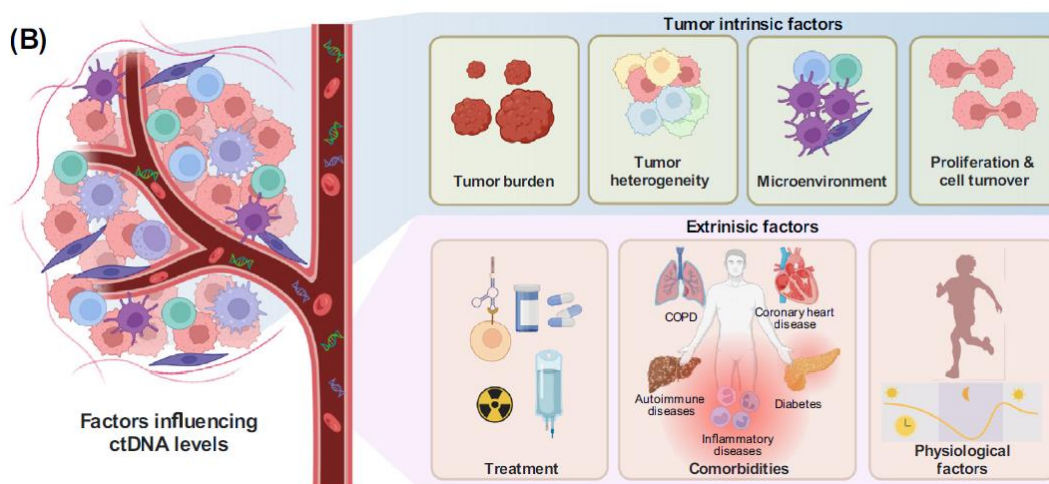 (B)
Tumor intrinsic factors
Tumor burden
Tumor
heterogeneity
Microenvironment
Proliferation &
cell turnover
Extrinisic factors
COPD
Coronary heart
disease
Autoimmune
diseases
Diabetes
Inflammatory
diseases
Treatment
Comorbidities
Physiological
factors
Factors influencing
ctDNA levels